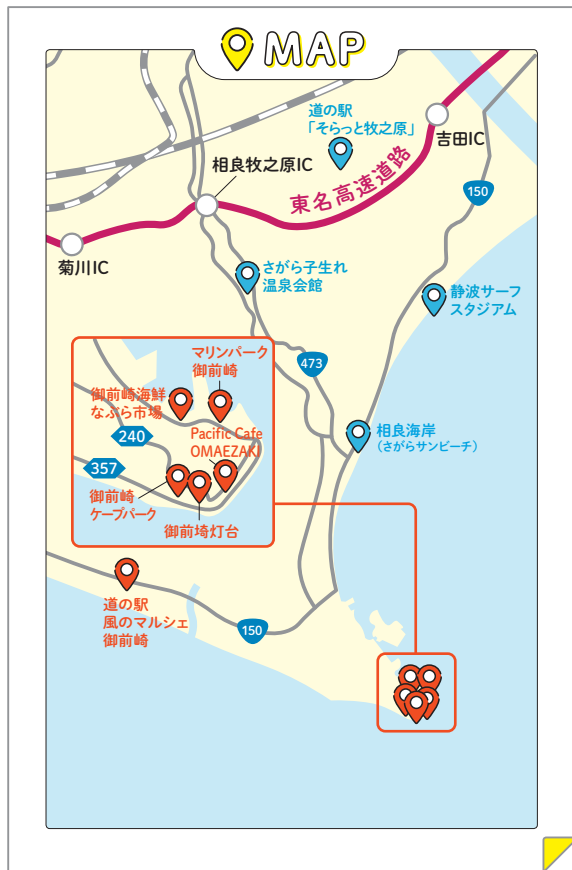 MAP
道の駅
「そらっと牧之原」
吉田IC
相良牧之原IC
東名高速道路
150
菊川IC
さがら子生れ
温泉会館
静波サーフ
スタジアム
マリンパーク
御前崎
473
御前崎海鮮
なぶら市場
相良海岸
(さがらサンビーチ)
240
Pacific Cafe
OMAEZAKI
357
御前崎
ケープパーク
御前埼灯台
道の駅
風のマルシェ
御前崎
150